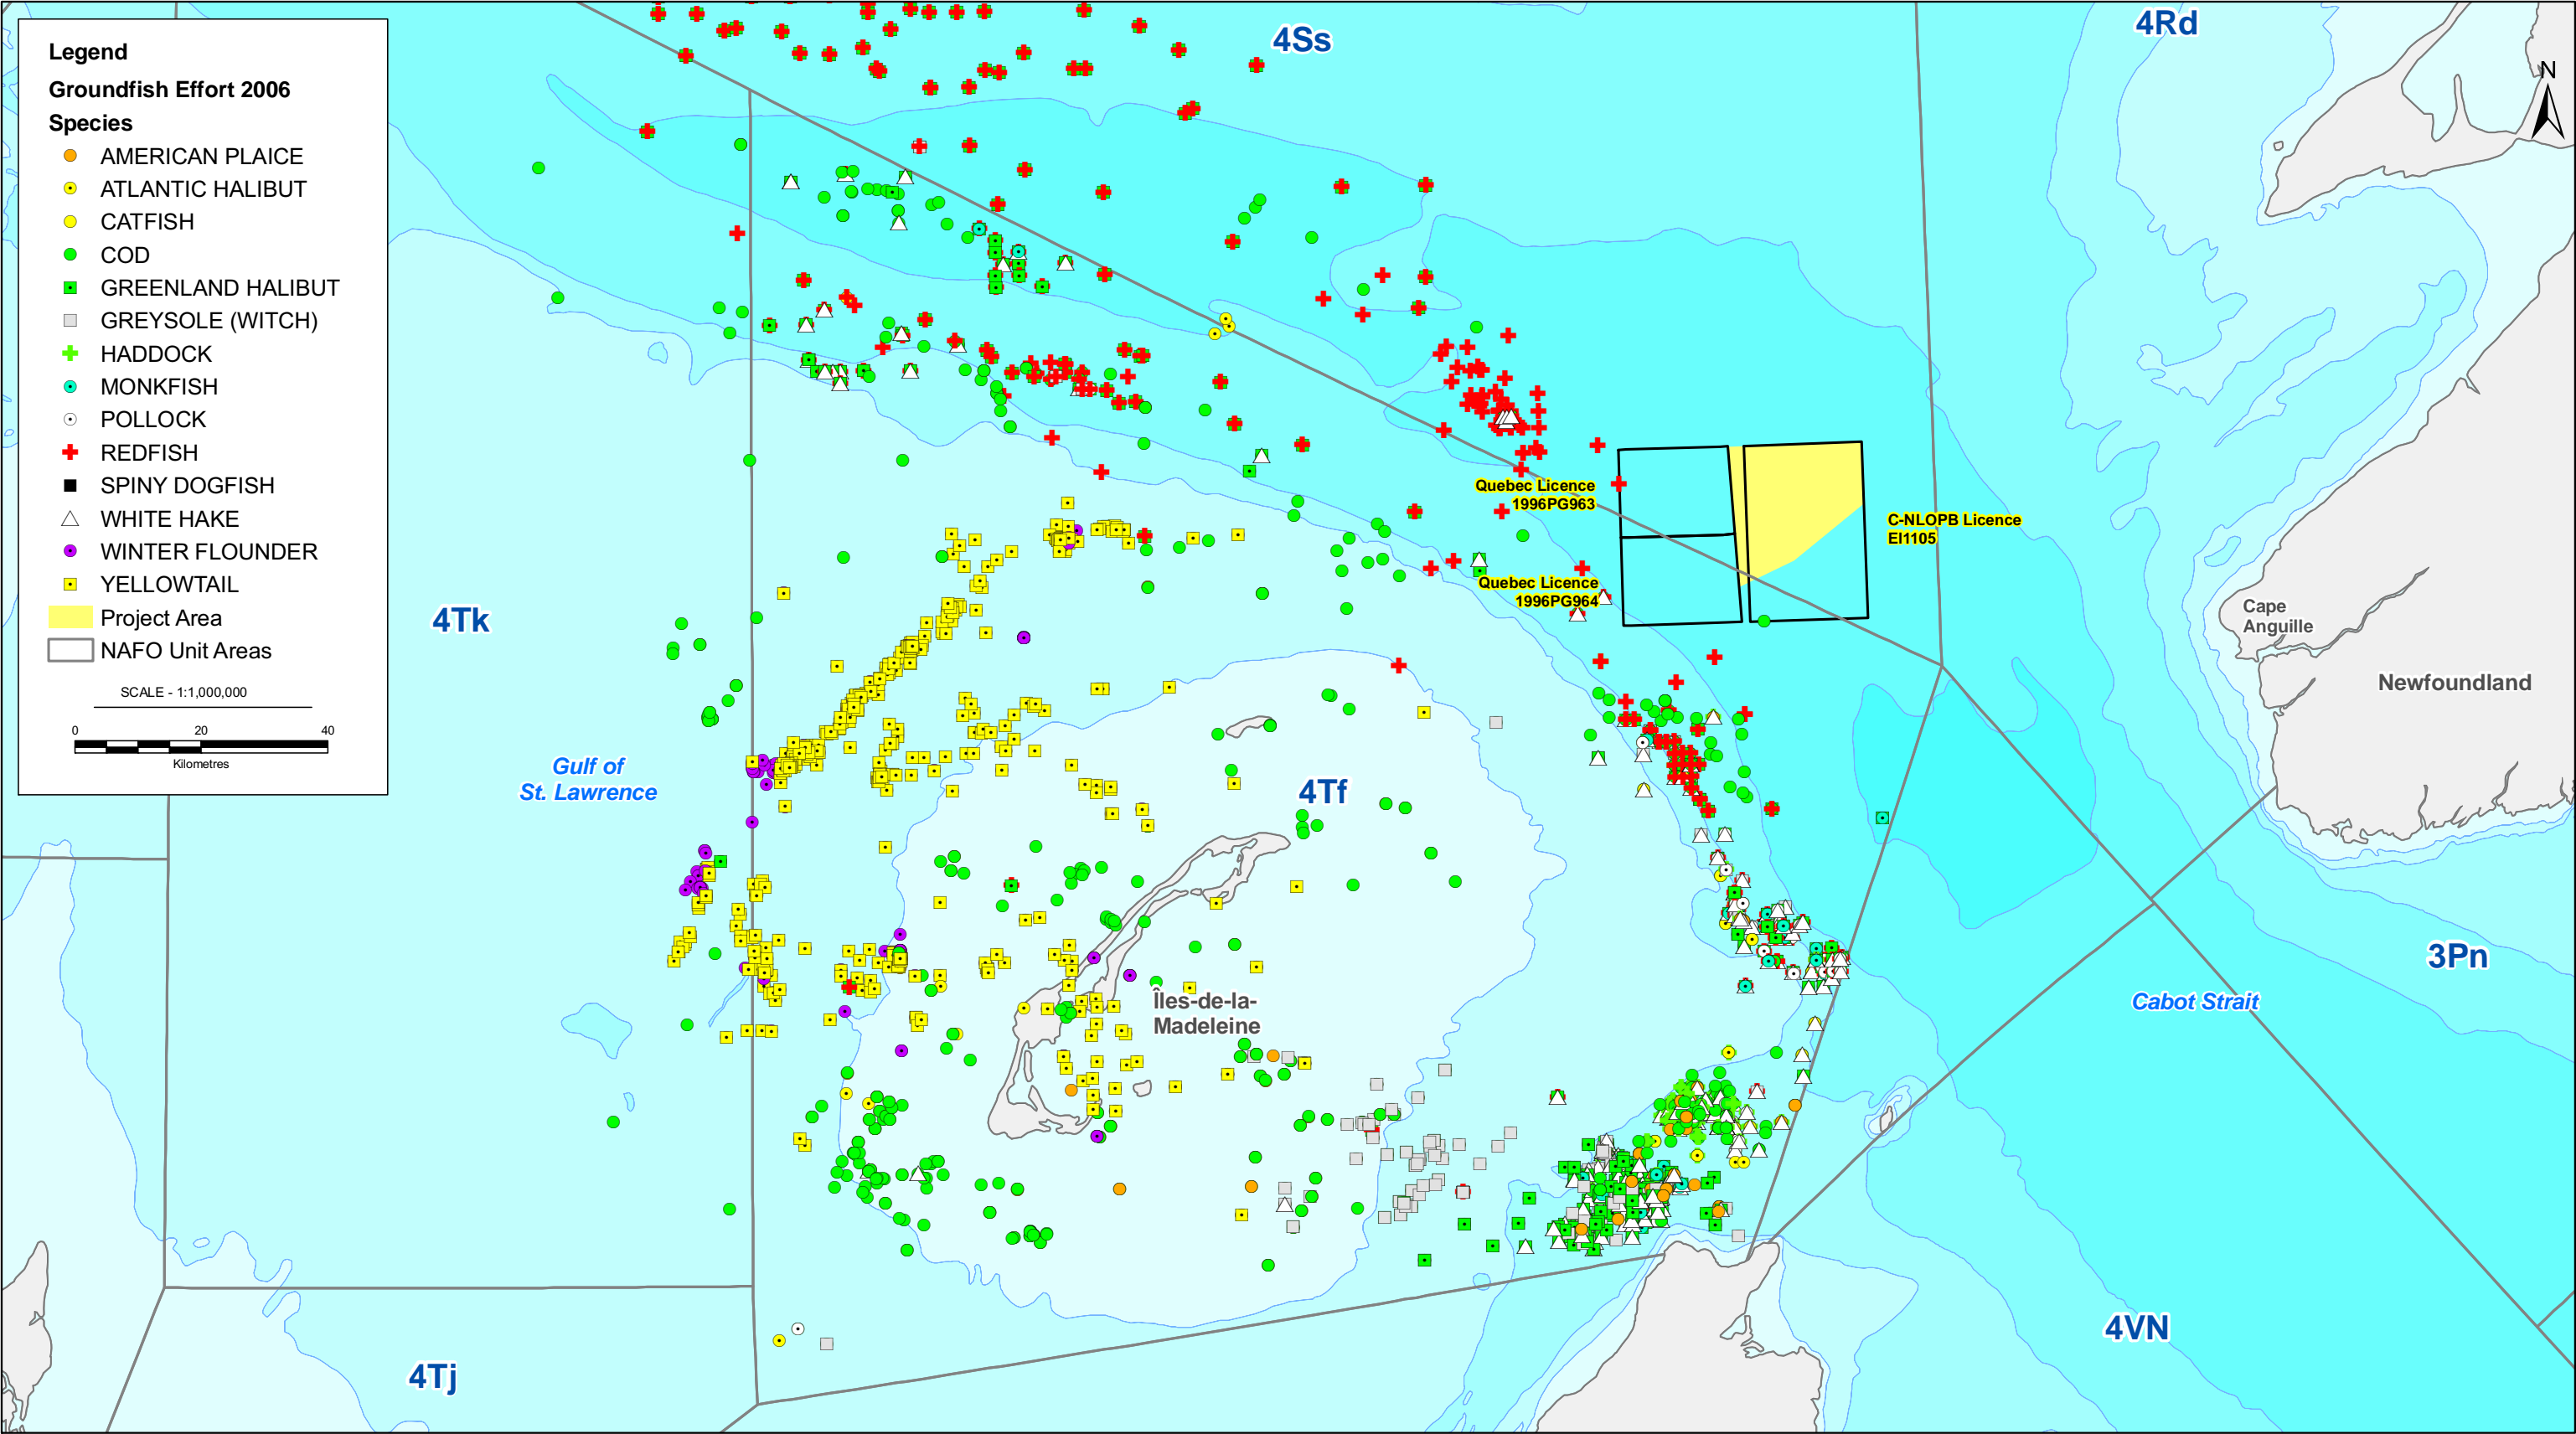 Legend
Groundfish Effort 2006
Species
AMERICAN PLAICE
ATLANTIC HALIBUT
CATFISH
COD
GREENLAND HALIBUT
GREYSOLE (WITCH)
HADDOCK
MONKFISH
POLLOCK
REDFISH
SPINY DOGFISH
WHITE HAKE
WINTER FLOUNDER
YELLOWTAIL
Project Area
NAFO Unit Areas
SCALE - 1:1,000,000
0 20 40
Kilometres
4Ss
4Rd
N
Quebec Licence
1996PG963
C-NLOPB Licence
EI1105
Quebec Licence
1996PG964
Cape
Anguille
Newfoundland
4Tk
Gulf of
St. Lawrence
4Tf
3Pn
Cabot Strait
Îles-de-la-
Madeleine
4VN
4Tj